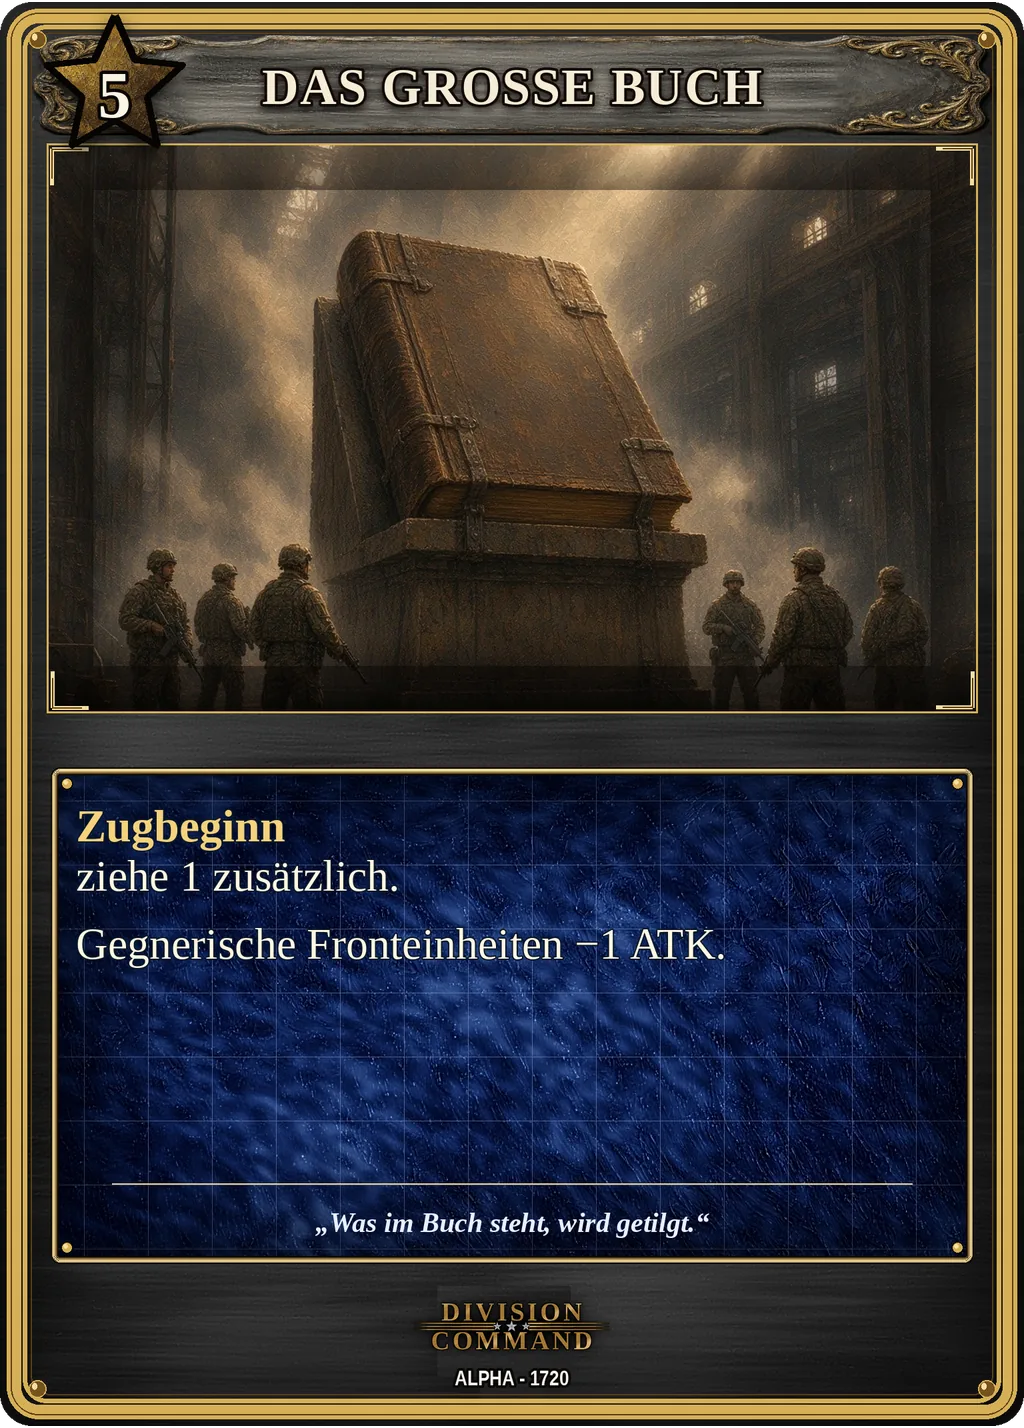 5
DAS GROSSE BUCH
Zugbeginn
ziehe 1 zusätzlich.
Gegnerische Fronteinheiten −1 ATK.
„Was im Buch steht, wird getilgt.“
DIVISION
COMMAND
ALPHA - 1720